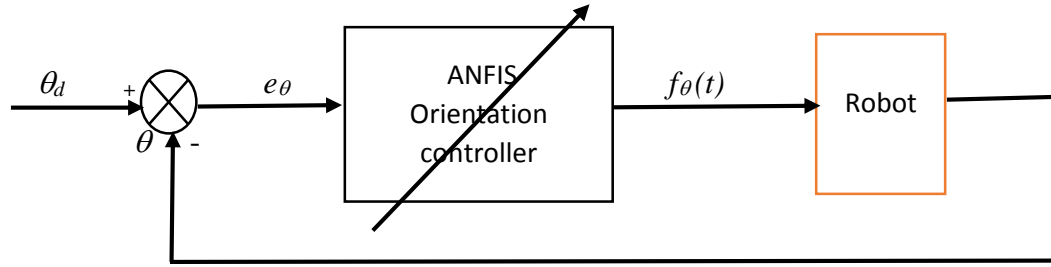 θd
+
eθ
ANFIS
Orientation
controller
fθ(t)
Robot
θ
-